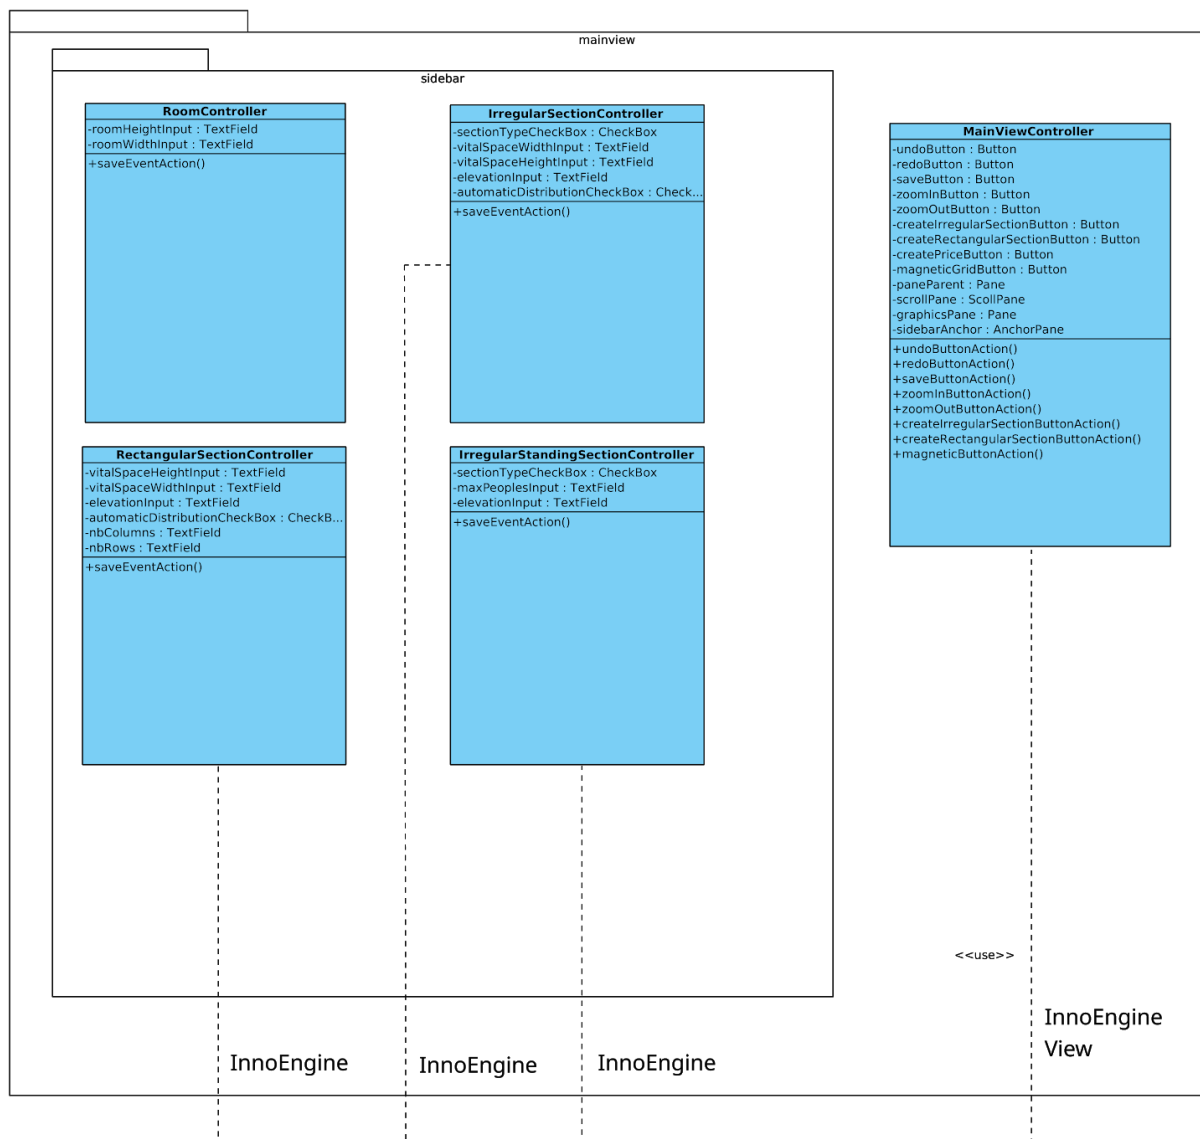 mainview
sidebar
RoomController
-roomHeightInput : TextField
-roomWidthInput : TextField
+saveEventAction()
IrregularSectionController
-sectionTypeCheckBox : CheckBox
-vitalSpaceWidthInput : TextField
-vitalSpaceHeightInput : TextField
-elevationInput : TextField
-automaticDistributionCheckBox : Check...
+saveEventAction()
MainViewController
-undoButton : Button
-redoButton : Button
-saveButton : Button
-zoomInButton : Button
-zoomOutButton : Button
-createIrregularSectionButton : Button
-createRectangularSectionButton : Button
-createPriceButton : Button
-magneticGridButton : Button
-paneParent : Pane
-scrollPane : ScollPane
-graphicsPane : Pane
-sidebarAnchor : AnchorPane
+undoButtonAction()
+redoButtonAction()
+saveButtonAction()
+zoomInButtonAction()
+zoomOutButtonAction()
+createIrregularSectionButtonAction()
+createRectangularSectionButtonAction()
+magneticButtonAction()
RectangularSectionController
-vitalSpaceHeightInput : TextField
-vitalSpaceWidthInput : TextField
-elevationInput : TextField
-automaticDistributionCheckBox : CheckB...
-nbColumns : TextField
-nbRows : TextField
+saveEventAction()
IrregularStandingSectionController
-sectionTypeCheckBox : CheckBox
-maxPeoplesInput : TextField
-elevationInput : TextField
+saveEventAction()
<<use>>
InnoEngine
InnoEngine
InnoEngine
InnoEngine
View